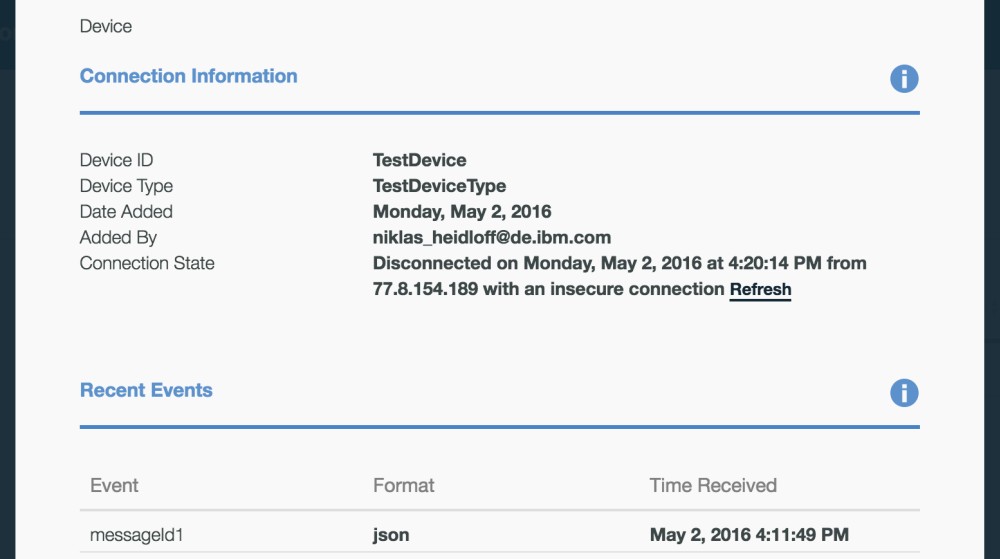 Device
Connection Information
Device ID TestDevice
Device Type TestDeviceType
Date Added Monday, May 2, 2016
Added By niklas_heidloff@de.ibm.com
Connection State Disconnected on Monday, May 2, 2016 at 4:20:14 PM from
77.8.154.189 with an insecure connection Refresh
Recent Events
Event Format Time Received
messageId1 json May 2, 2016 4:11:49 PM